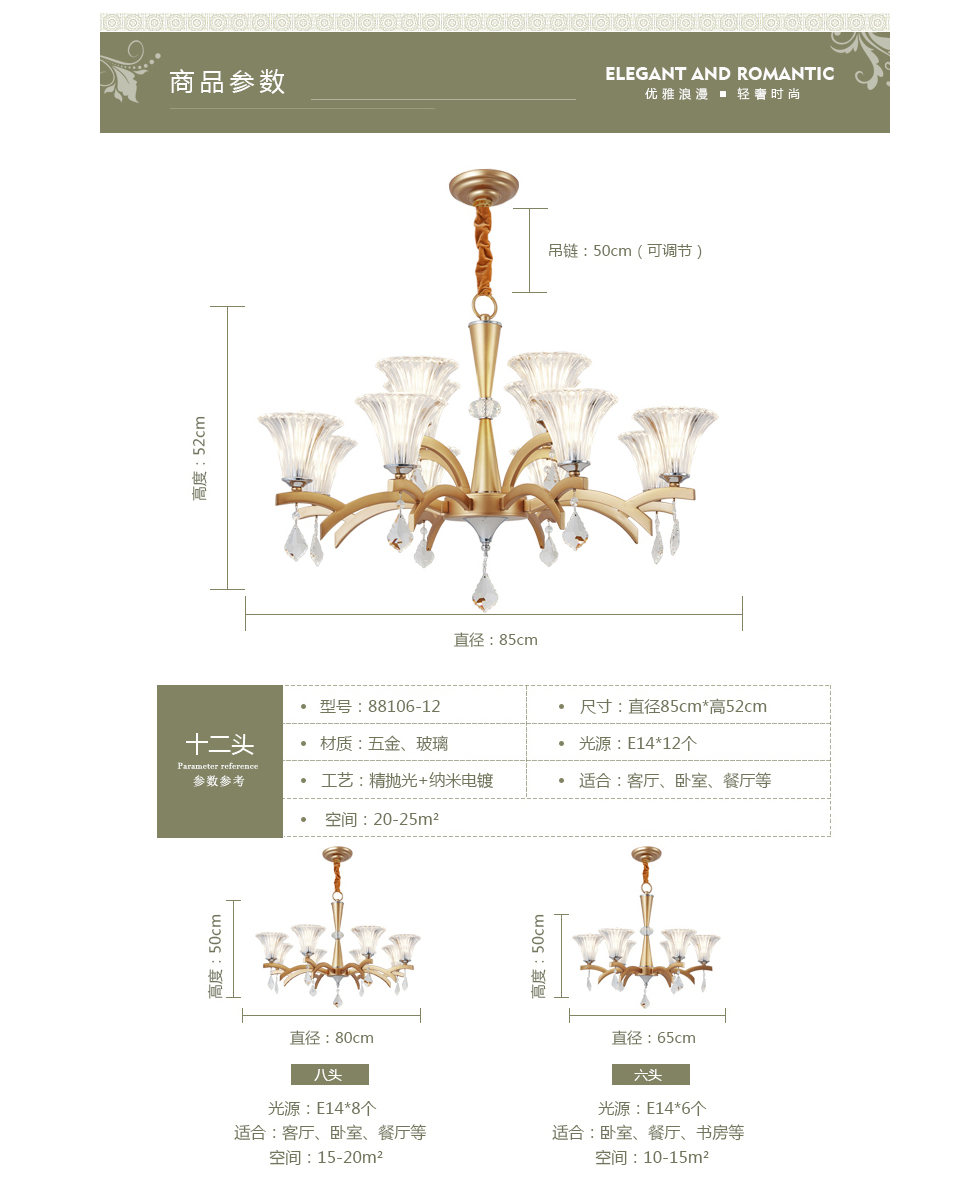 商品参数
ELEGANT AND ROMANTIC
优雅浪漫 ■ 轻奢时尚
吊链：50cm（可调节）
高度：52cm
直径：85cm
十二头
Parameter reference
参数参考
• 型号：88106-12
• 尺寸：直径85cm*高52cm
• 材质：五金、玻璃
• 光源：E14*12个
• 工艺：精抛光+纳米电镀
• 适合：客厅、卧室、餐厅等
• 空间：20-25m²
高度：50cm
直径：80cm
八头
光源：E14*8个
适合：客厅、卧室、餐厅等
空间：15-20m²
高度：50cm
直径：65cm
六头
光源：E14*6个
适合：卧室、餐厅、书房等
空间：10-15m²